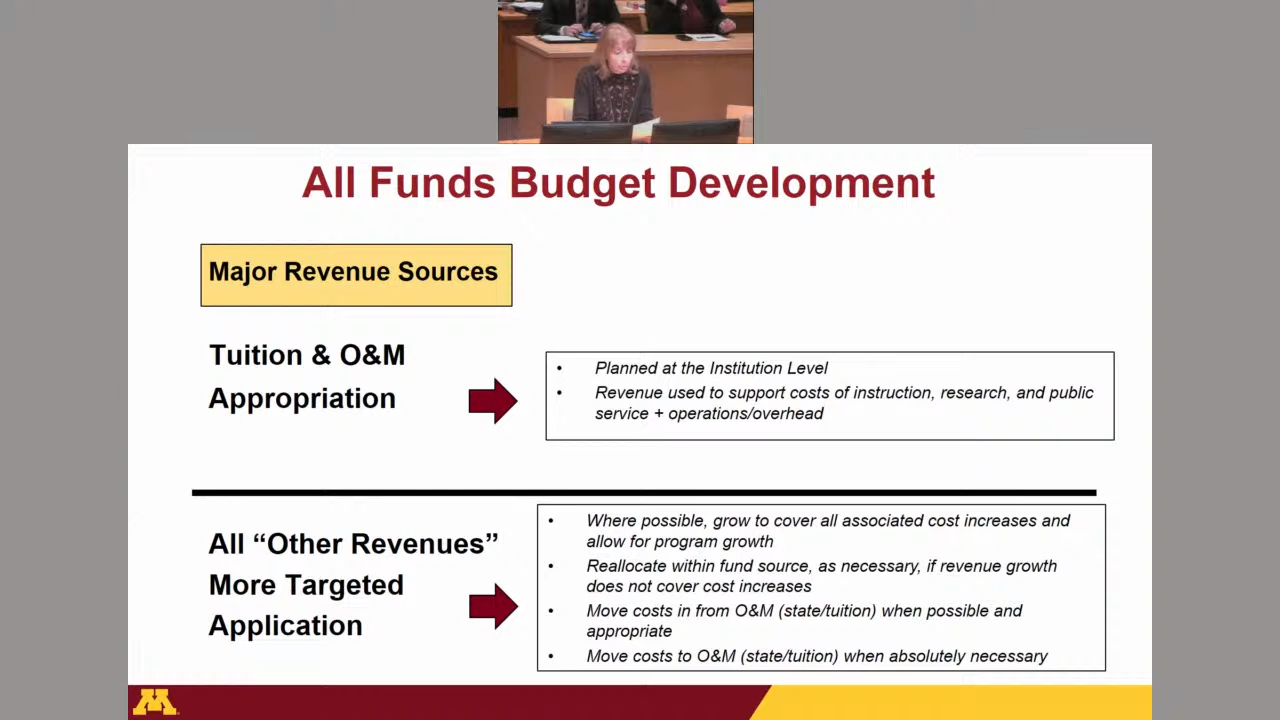 All Funds Budget Development
Major Revenue Sources
Tuition & O&M
Appropriation
• Planned at the Institution Level
• Revenue used to support costs of instruction, research, and public
service + operations/overhead
All “Other Revenues”
More Targeted
Application
• Where possible, grow to cover all associated cost increases and
allow for program growth
• Reallocate within fund source, as necessary, if revenue growth
does not cover cost increases
• Move costs in from O&M (state/tuition) when possible and
appropriate
• Move costs to O&M (state/tuition) when absolutely necessary
M